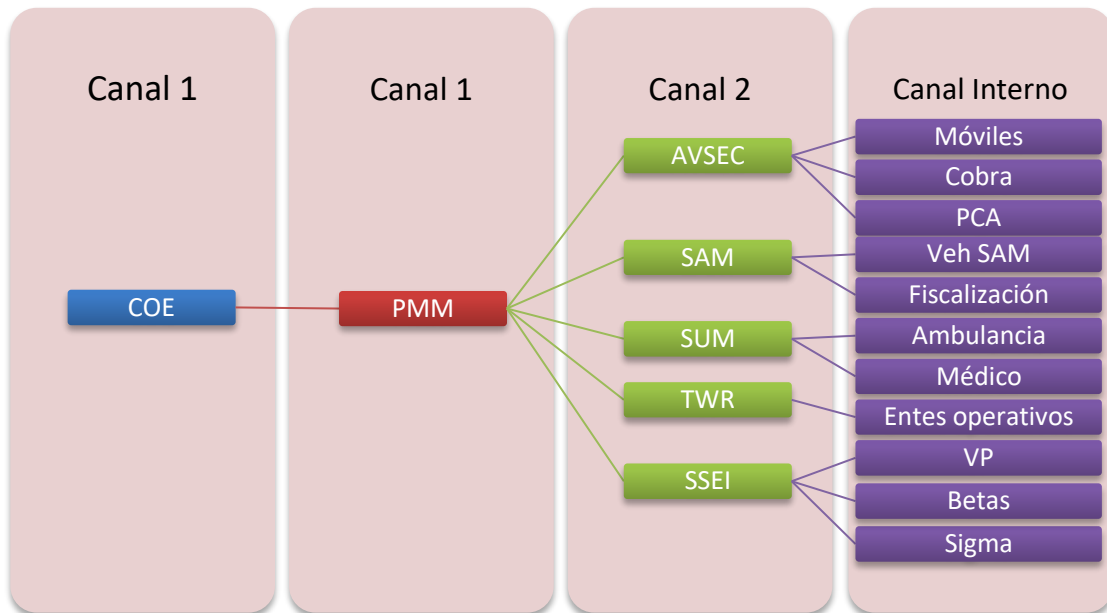 Canal 1
Canal 1
Canal 2
Canal Interno
COE
PMM
AVSEC
SAM
SUM
TWR
SSEI
Móviles
Cobra
PCA
Veh SAM
Fiscalización
Ambulancia
Médico
Entes operativos
VP
Betas
Sigma